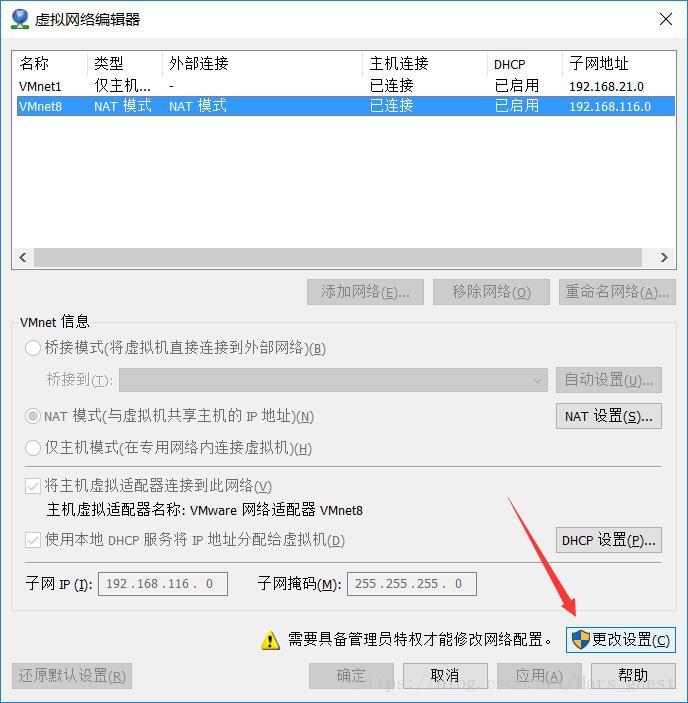 虚拟网络编辑器
名称 类型 外部连接 主机连接 DHCP 子网地址
VMnet1 仅主机... - 已连接 已启用 192.168.21.0
VMnet8 NAT 模式 NAT 模式 已连接 已启用 192.168.116.0
添加网络(E)... 移除网络(O) 重命名网络(A)...
VMnet 信息
桥接模式(将虚拟机直接连接到外部网络)(B)
桥接到(T): 自动设置(U)...
NAT 模式(与虚拟机共享主机的 IP 地址)(N) NAT 设置(S)...
仅主机模式(在专用网络内连接虚拟机)(H)
将主机虚拟适配器连接到此网络(V)
主机虚拟适配器名称: VMware 网络适配器 VMnet8
使用本地 DHCP 服务将 IP 地址分配给虚拟机(D) DHCP 设置(P)...
子网 IP (I): 192.168.116. 0 子网掩码(M): 255.255.255. 0
需要具备管理员特权才能修改网络配置。 更改设置(C)
还原默认设置(R) 确定 取消 应用(A) 帮助